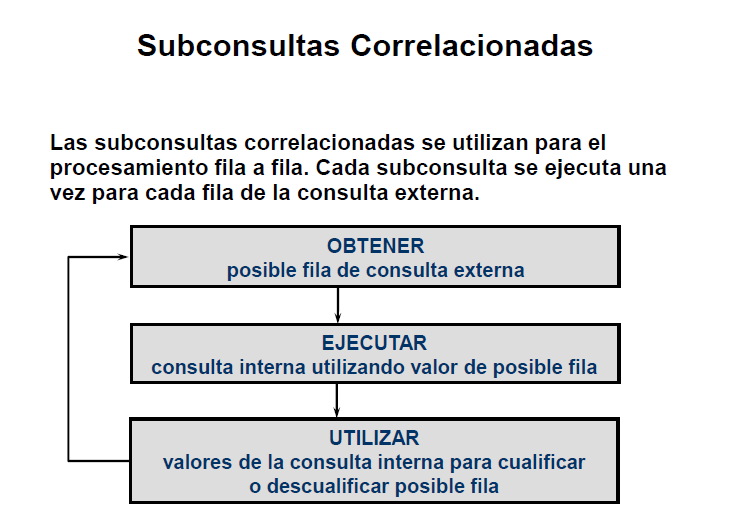 Subconsultas Correlacionadas
Las subconsultas correlacionadas se utilizan para el
procesamiento fila a fila. Cada subconsulta se ejecuta una
vez para cada fila de la consulta externa.
OBTENER
posible fila de consulta externa
EJECUTAR
consulta interna utilizando valor de posible fila
UTILIZAR
valores de la consulta interna para cualificar
o descualificar posible fila